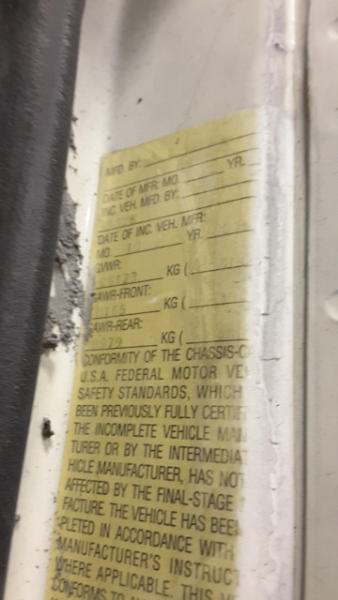 MFD. BY:
DATE OF MFR: MO. YR.
INC. VEH. MFD. BY:
DATE OF INC. VEH. MFR:
MO. YR.
GVWR:
KG (
GAWR-FRONT:
KG (
GAWR-REAR:
KG (
CONFORMITY OF THE CHASSIS-C
U.S.A. FEDERAL MOTOR VE
SAFETY STANDARDS, WHICH
BEEN PREVIOUSLY FULLY CERTIF
THE INCOMPLETE VEHICLE MAN
TURER OR BY THE INTERMEDIAT
HICLE MANUFACTURER, HAS NOT
AFFECTED BY THE FINAL-STAGE
FACTURE. THE VEHICLE HAS BEEN
PLETED IN ACCORDANCE WITH
MANUFACTURER'S INSTRUCT
WHERE APPLICABLE. THIS V
CONFORMS TO